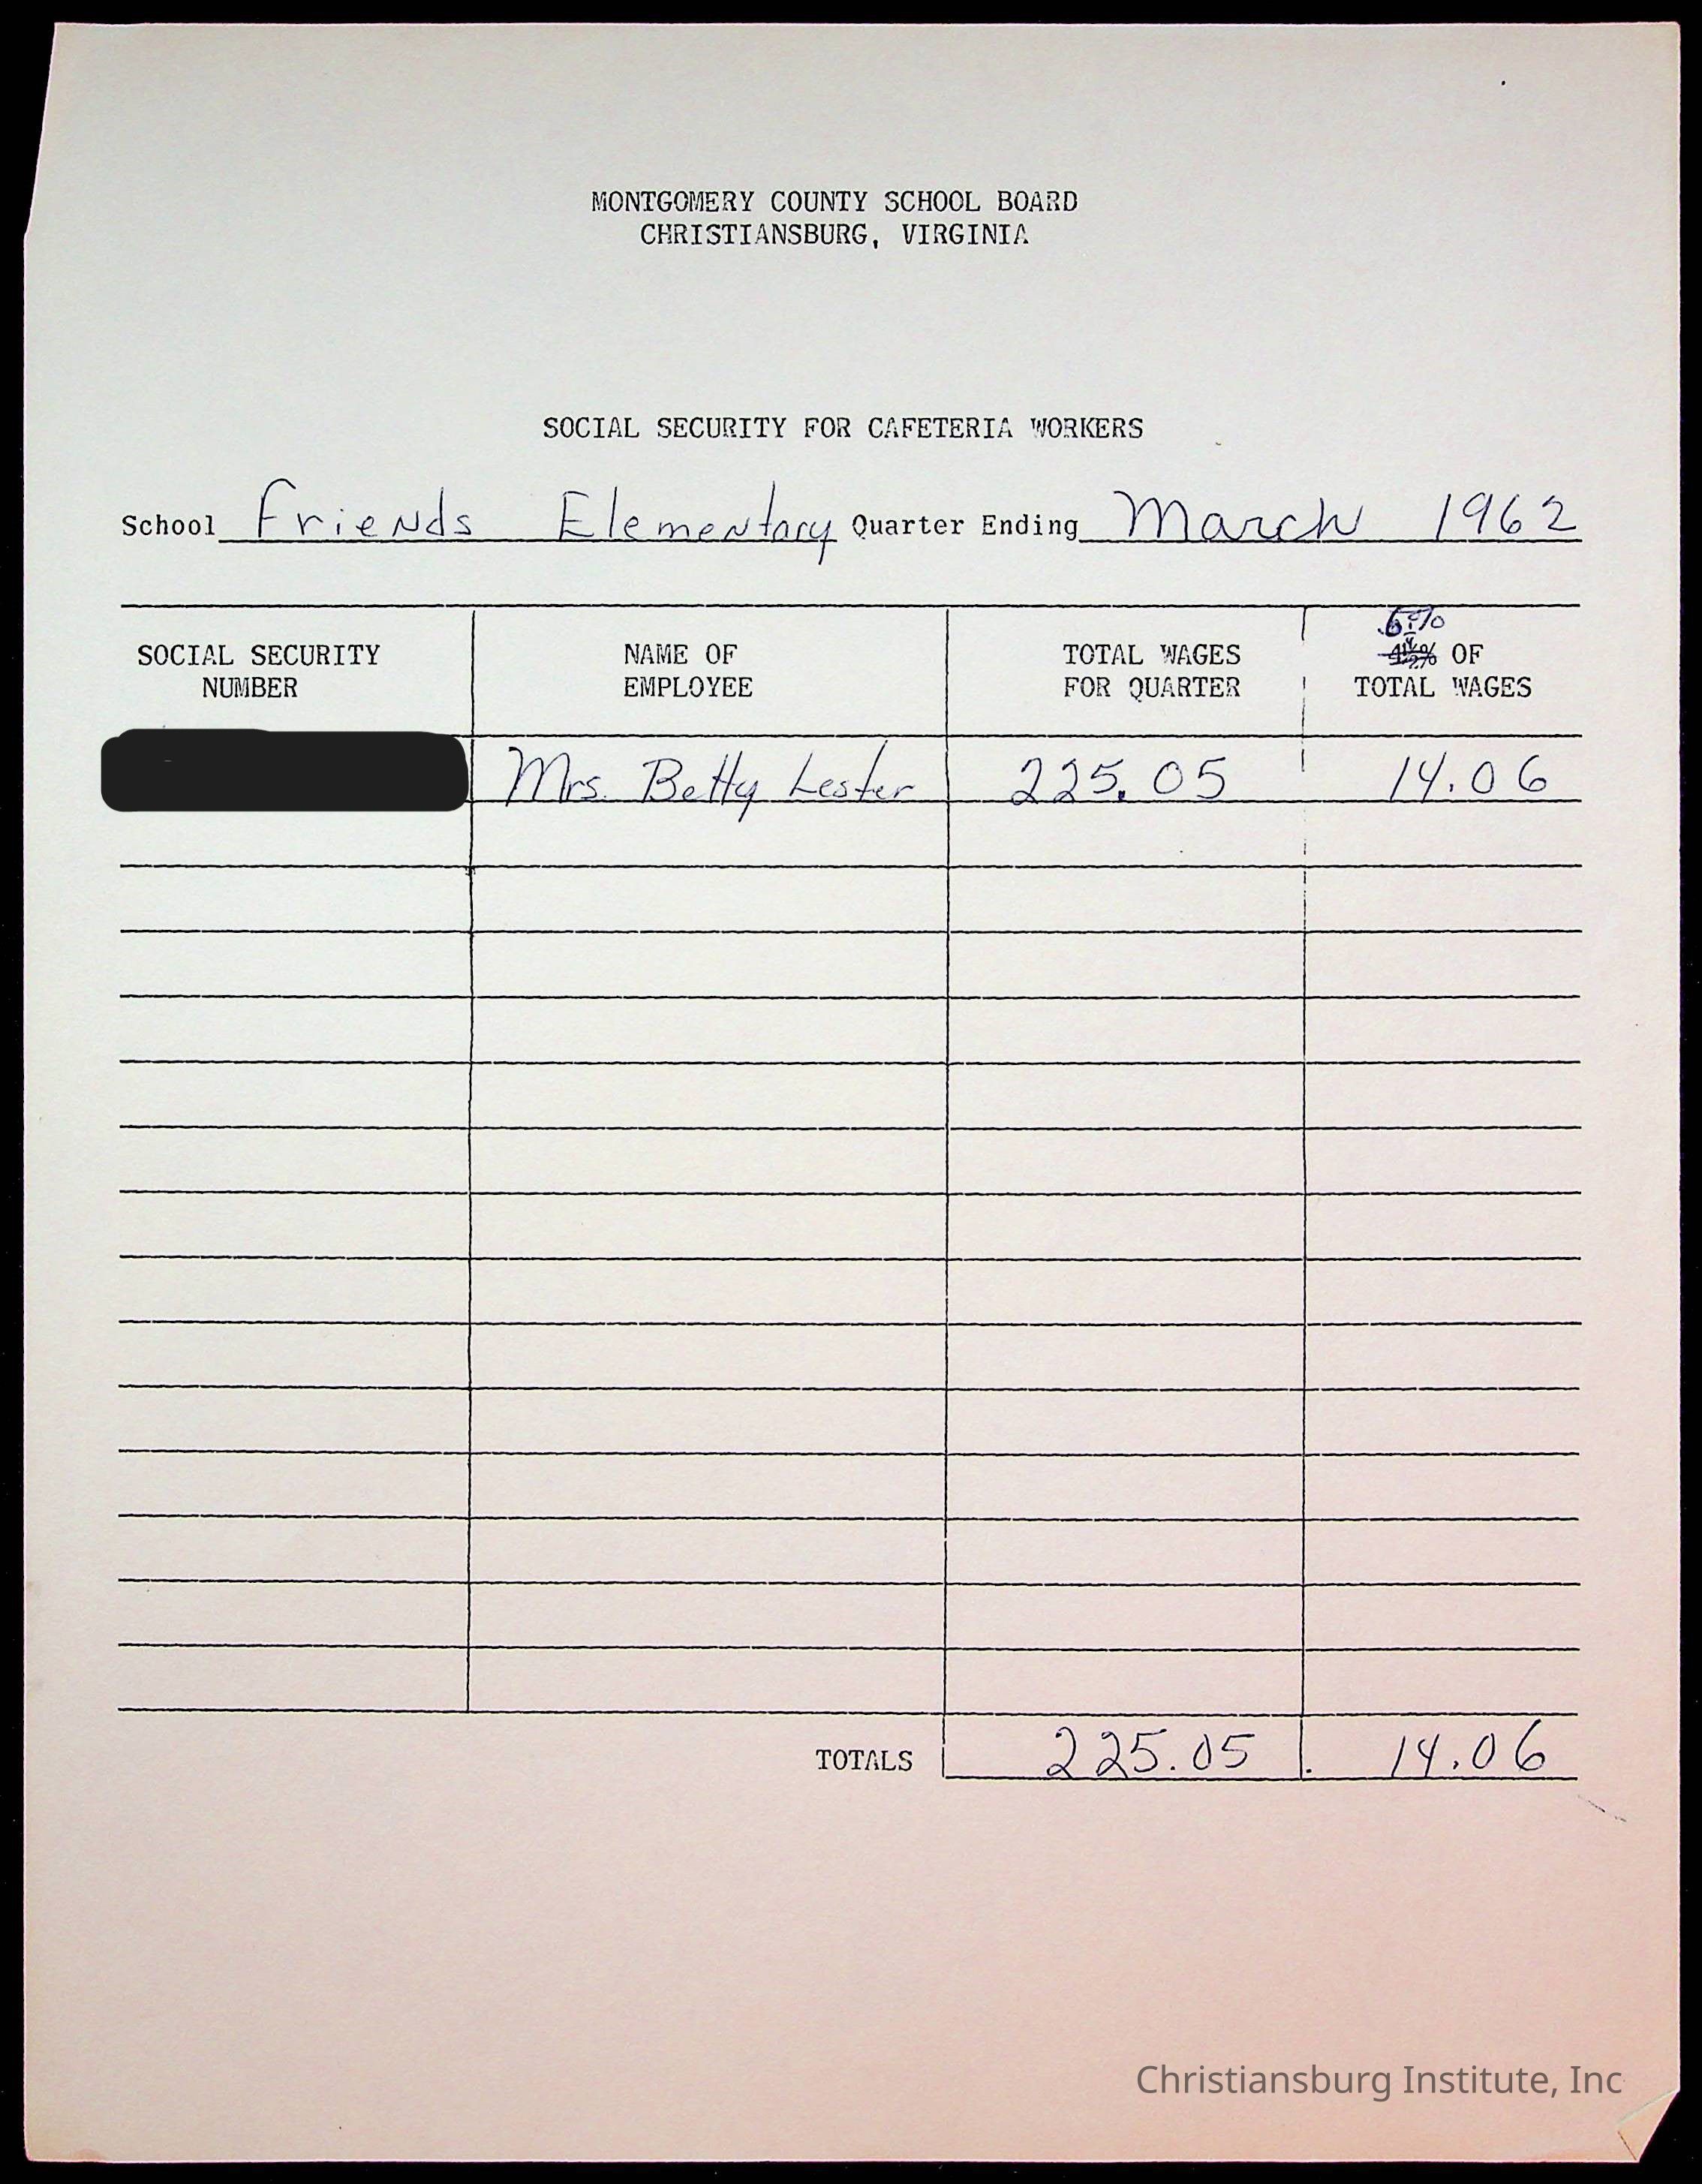 MONTGOMERY COUNTY SCHOOL BOARD
CHRISTIANSBURG, VIRGINIA
SOCIAL SECURITY FOR CAFETERIA WORKERS
School Friends Elementary Quarter Ending March 1962
SOCIAL SECURITY NUMBER
NAME OF EMPLOYEE
TOTAL WAGES FOR QUARTER
OF TOTAL WAGES
Mrs. Betty Lester 225.05 14.06
TOTALS 225.05 14.06
Christiansburg Institute, Inc